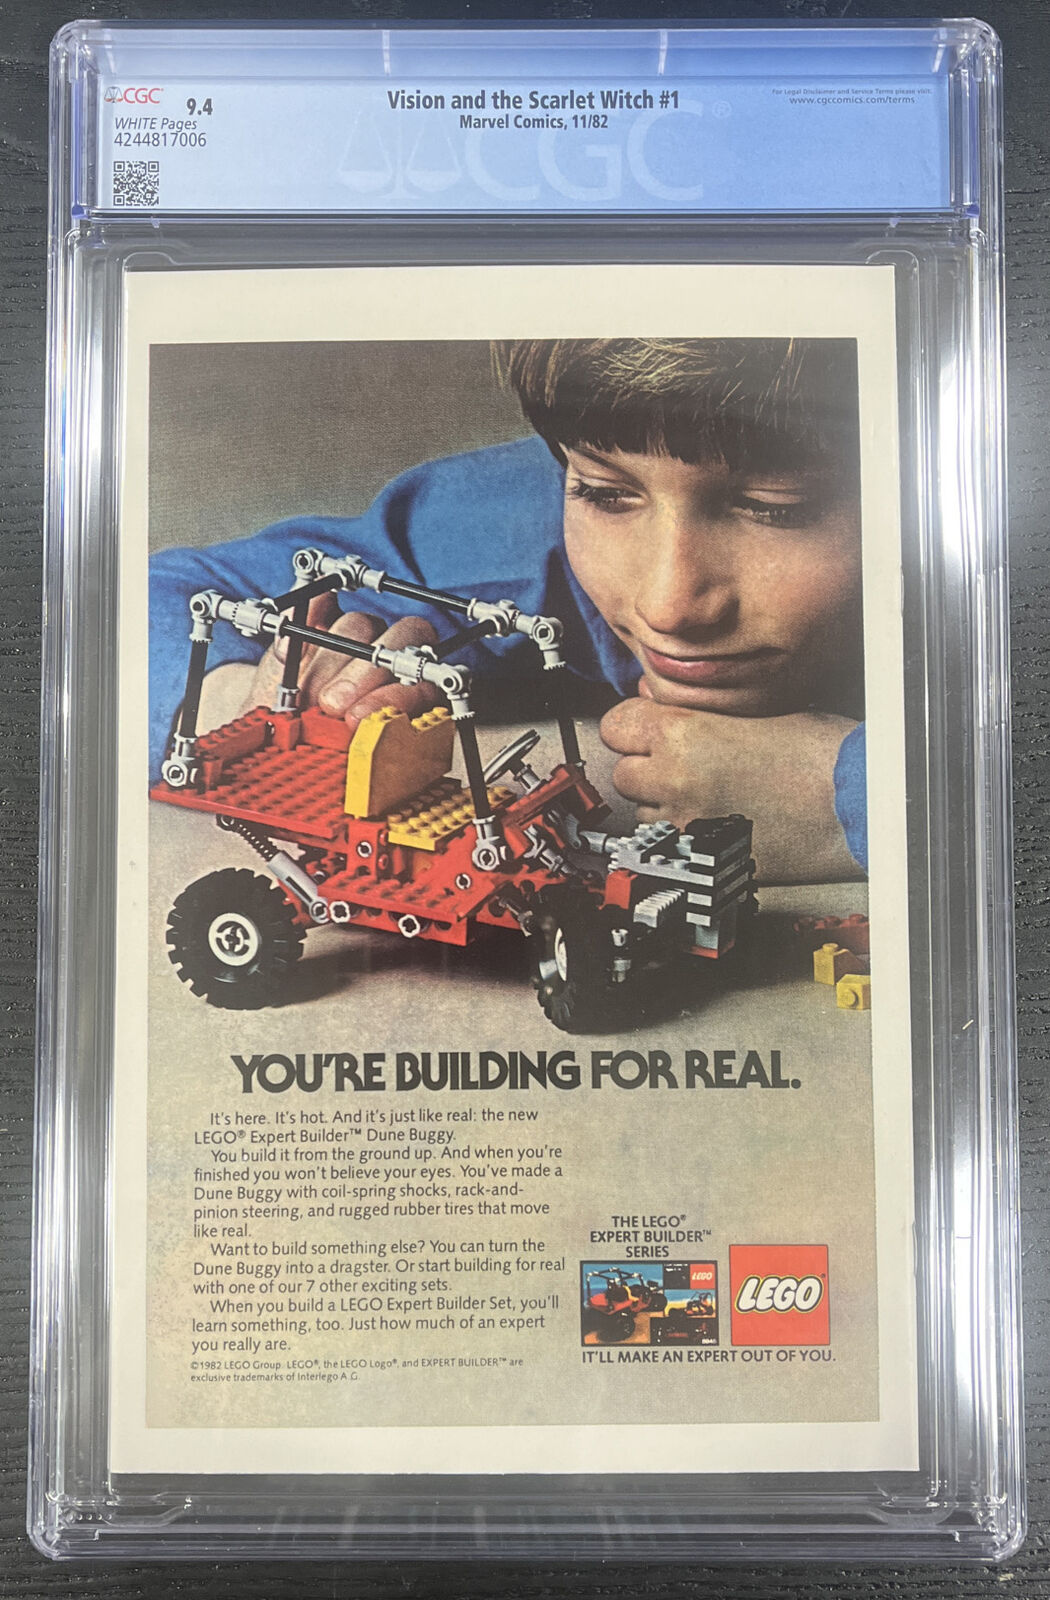 CGC 9.4
WHITE Pages
4244817006
Vision and the Scarlet Witch #1
Marvel Comics, 11/82
For Legal Disclaimer and Service Terms please visit:
www.cgccomics.com/terms
CGC®
YOU'RE BUILDING FOR REAL.
It's here. It's hot. And it's just like real: the new
LEGO® Expert Builder™ Dune Buggy.
You build it from the ground up. And when you're
finished you won't believe your eyes. You've made a
Dune Buggy with coil-spring shocks, rack-and-
pinion steering, and rugged rubber tires that move
like real.
Want to build something else? You can turn the
Dune Buggy into a dragster. Or start building for real
with one of our 7 other exciting sets.
When you build a LEGO Expert Builder Set, you'll
learn something, too. Just how much of an expert
you really are.
©1982 LEGO Group. LEGO®, the LEGO Logo®, and EXPERT BUILDER™ are
exclusive trademarks of Interlego A.G.
THE LEGO®
EXPERT BUILDER™
SERIES
LEGO
LEGO®
IT'LL MAKE AN EXPERT OUT OF YOU.